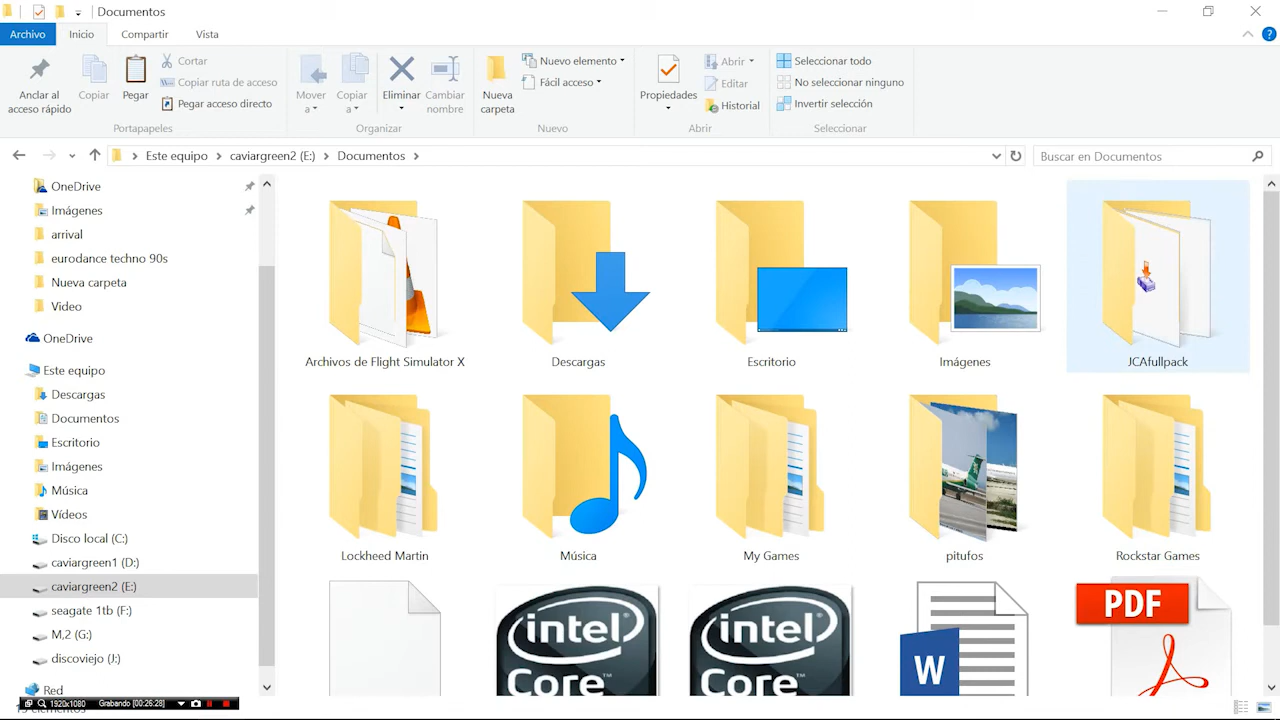 Documentos
Archivo Inicio Compartir Vista
Anclar al acceso rápido
Copiar
Pegar
Cortar
Copiar ruta de acceso
Pegar acceso directo
Portapapeles
Mover a
Copiar a
Eliminar
Cambiar nombre
Organizar
Nueva carpeta
Nuevo elemento
Fácil acceso
Nuevo
Propiedades
Abrir
Editar
Historial
Abrir
Seleccionar todo
No seleccionar ninguno
Invertir selección
Seleccionar
Este equipo > caviargreen2 (E:) > Documentos >
Buscar en Documentos
OneDrive
Imágenes
arrival
eurodance techno 90s
Nueva carpeta
Video
OneDrive
Este equipo
Descargas
Documentos
Escritorio
Imágenes
Música
Vídeos
Disco local (C:)
caviargreen1 (D:)
caviargreen2 (E:)
seagate 1tb (F:)
M,2 (G:)
discoviejo (J:)
Red
Archivos de Flight Simulator X
Descargas
Escritorio
Imágenes
JCAfullpack
Lockheed Martin
Música
My Games
pitufos
Rockstar Games
intel
Core
intel
Core
W
PDF
1920x1080 Grabando [00:26:28]